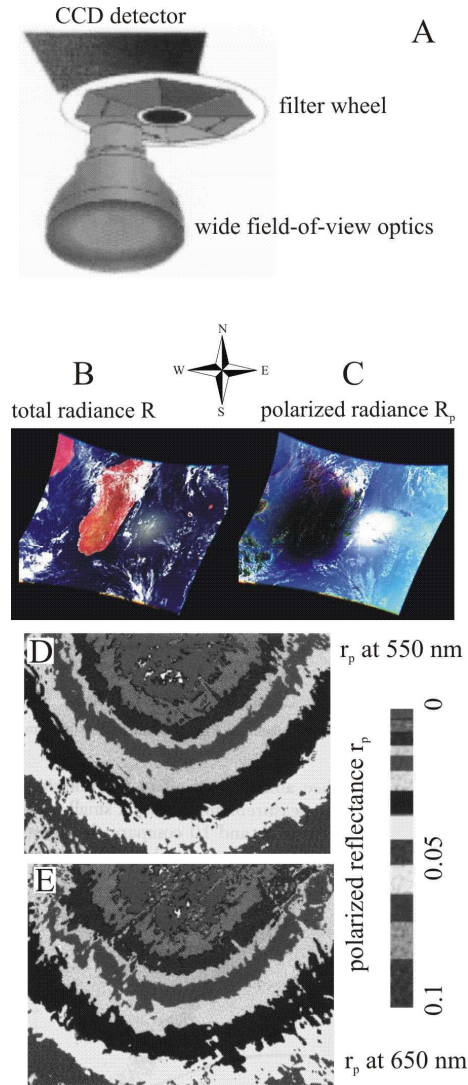 CCD detector
A
filter wheel
wide field-of-view optics
N
W E
S
B
C
total radiance R
polarized radiance Rₚ
D
rₚ at 550 nm
0
0.05
0.1
polarized reflectance rₚ
E
rₚ at 650 nm